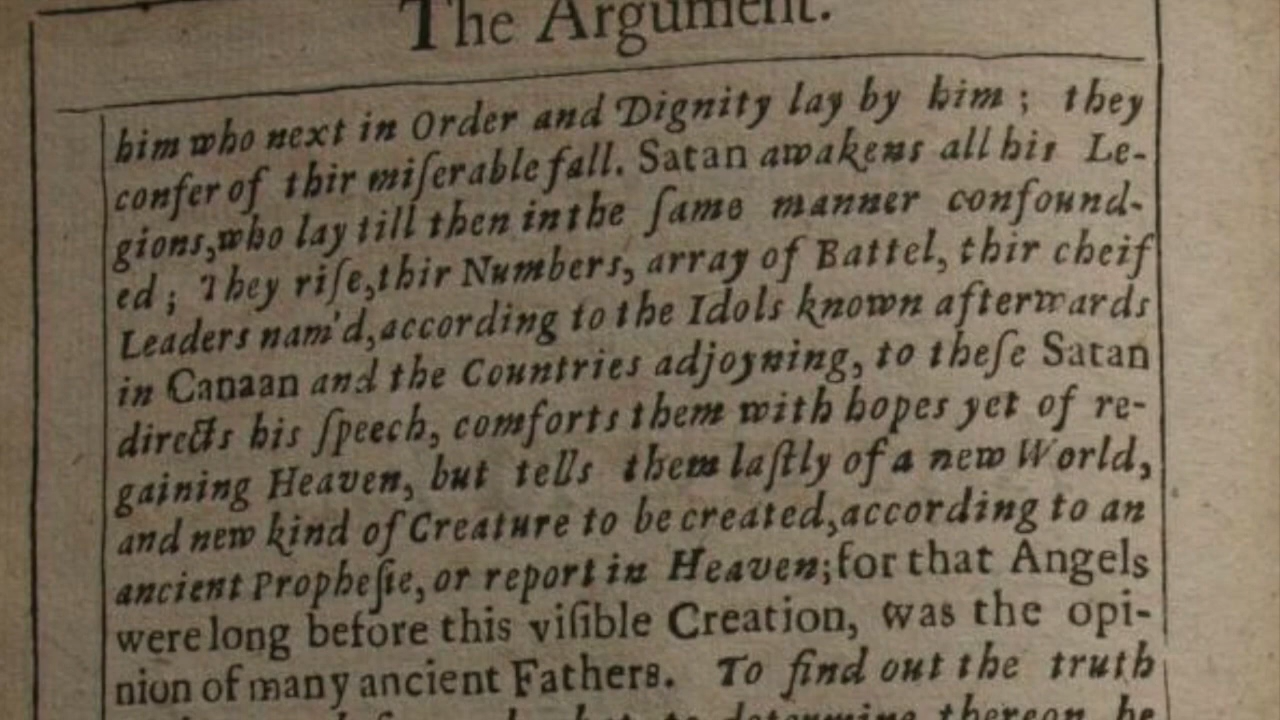 The Argument.
him who next in Order and Dignity lay by him ; they
confer of thir miſerable fall. Satan awakens all his Le-
gions, who lay till then in the ſame manner confound-
ed ; They riſe, thir Numbers, array of Battel, thir cheif
Leaders nam'd, according to the Idols known afterwards
in Canaan and the Countries adjoyning, to theſe Satan
directs his ſpeech, comforts them with hopes yet of re-
gaining Heaven, but tells them laſtly of a new World,
and new kind of Creature to be created, according to an
ancient Propheſie, or report in Heaven; for that Angels
were long before this viſible Creation, was the opi-
nion of many ancient Fathers. To find out the truth
to determine thereon he